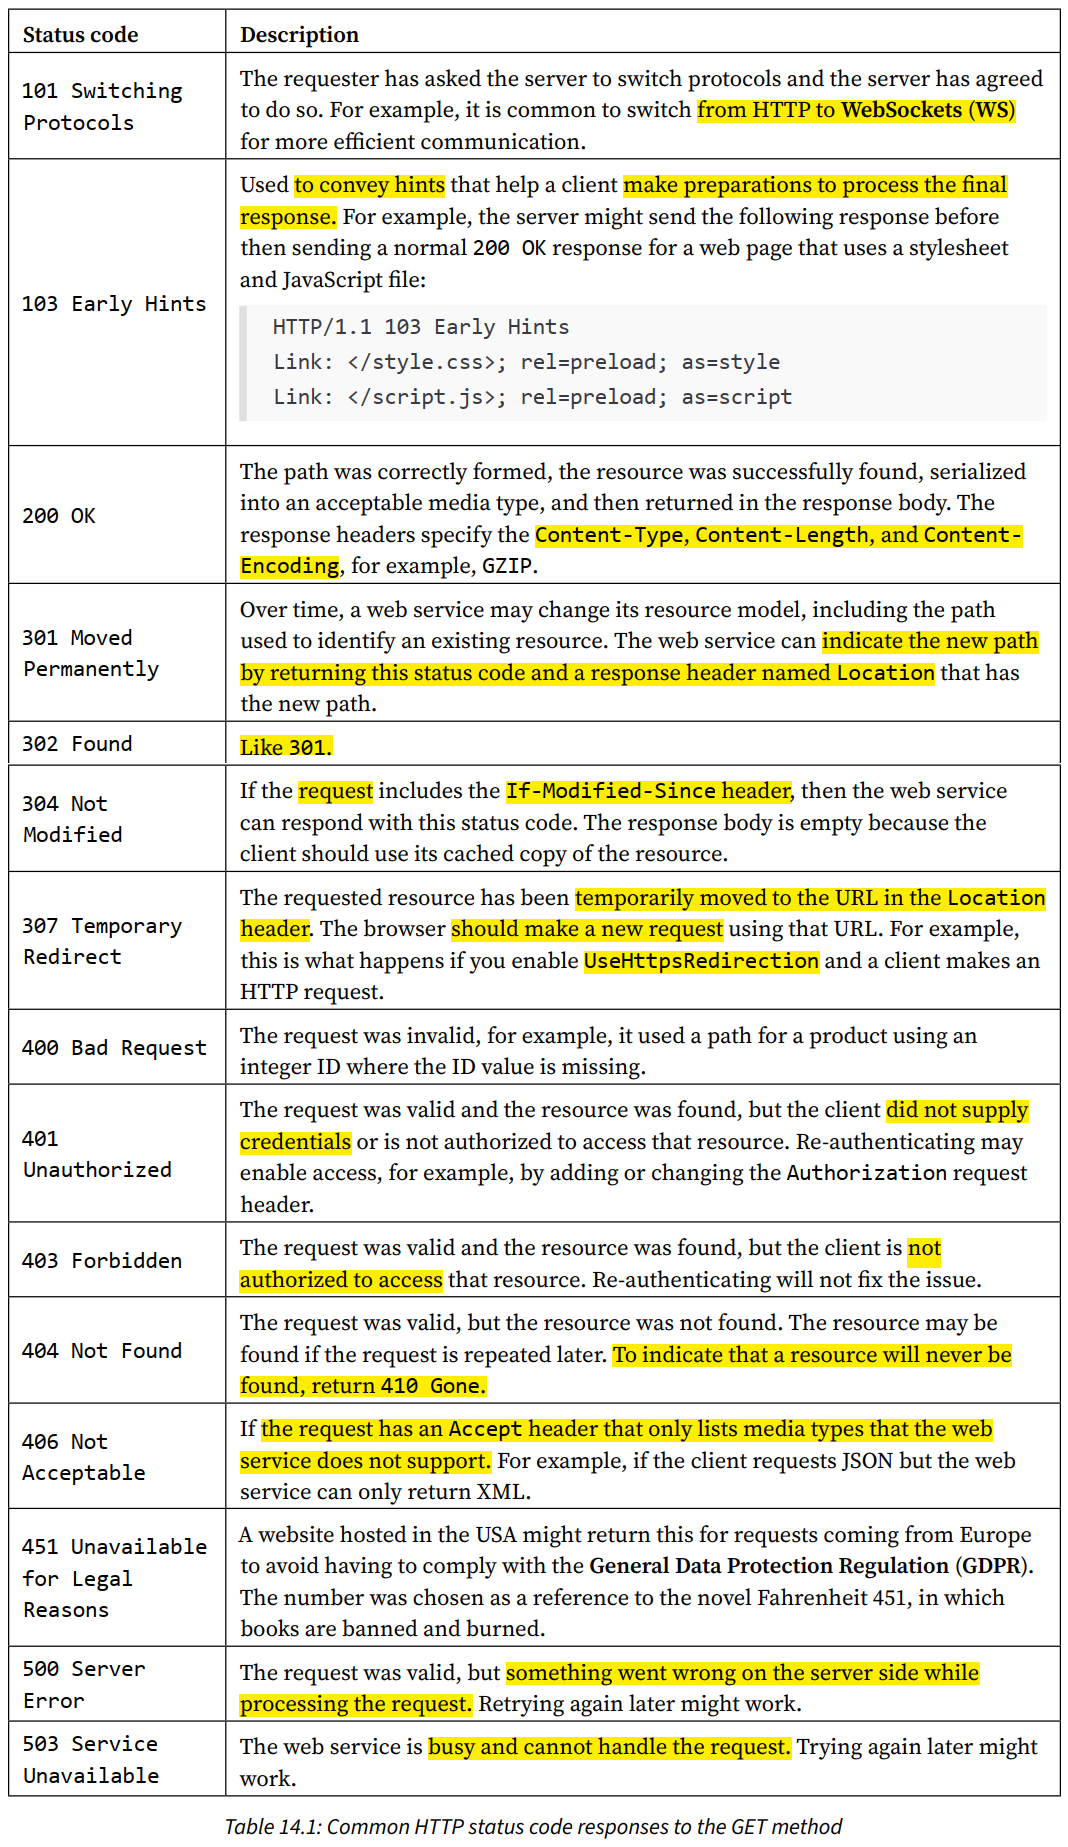 Status code
Description
101 Switching
Protocols
The requester has asked the server to switch protocols and the server has agreed
to do so. For example, it is common to switch from HTTP to WebSockets (WS)
for more efficient communication.
103 Early Hints
Used to convey hints that help a client make preparations to process the final
response. For example, the server might send the following response before
then sending a normal 200 OK response for a web page that uses a stylesheet
and JavaScript file:
HTTP/1.1 103 Early Hints
Link: </style.css>; rel=preload; as=style
Link: </script.js>; rel=preload; as=script
200 OK
The path was correctly formed, the resource was successfully found, serialized
into an acceptable media type, and then returned in the response body. The
response headers specify the Content-Type, Content-Length, and Content-
Encoding, for example, GZIP.
301 Moved
Permanently
Over time, a web service may change its resource model, including the path
used to identify an existing resource. The web service can indicate the new path
by returning this status code and a response header named Location that has
the new path.
302 Found
Like 301.
304 Not
Modified
If the request includes the If-Modified-Since header, then the web service
can respond with this status code. The response body is empty because the
client should use its cached copy of the resource.
307 Temporary
Redirect
The requested resource has been temporarily moved to the URL in the Location
header. The browser should make a new request using that URL. For example,
this is what happens if you enable UseHttpsRedirection and a client makes an
HTTP request.
400 Bad Request
The request was invalid, for example, it used a path for a product using an
integer ID where the ID value is missing.
401
Unauthorized
The request was valid and the resource was found, but the client did not supply
credentials or is not authorized to access that resource. Re-authenticating may
enable access, for example, by adding or changing the Authorization request
header.
403 Forbidden
The request was valid and the resource was found, but the client is not
authorized to access that resource. Re-authenticating will not fix the issue.
404 Not Found
The request was valid, but the resource was not found. The resource may be
found if the request is repeated later. To indicate that a resource will never be
found, return 410 Gone.
406 Not
Acceptable
If the request has an Accept header that only lists media types that the web
service does not support. For example, if the client requests JSON but the web
service can only return XML.
451 Unavailable
for Legal
Reasons
A website hosted in the USA might return this for requests coming from Europe
to avoid having to comply with the General Data Protection Regulation (GDPR).
The number was chosen as a reference to the novel Fahrenheit 451, in which
books are banned and burned.
500 Server
Error
The request was valid, but something went wrong on the server side while
processing the request. Retrying again later might work.
503 Service
Unavailable
The web service is busy and cannot handle the request. Trying again later might
work.
Table 14.1: Common HTTP status code responses to the GET method